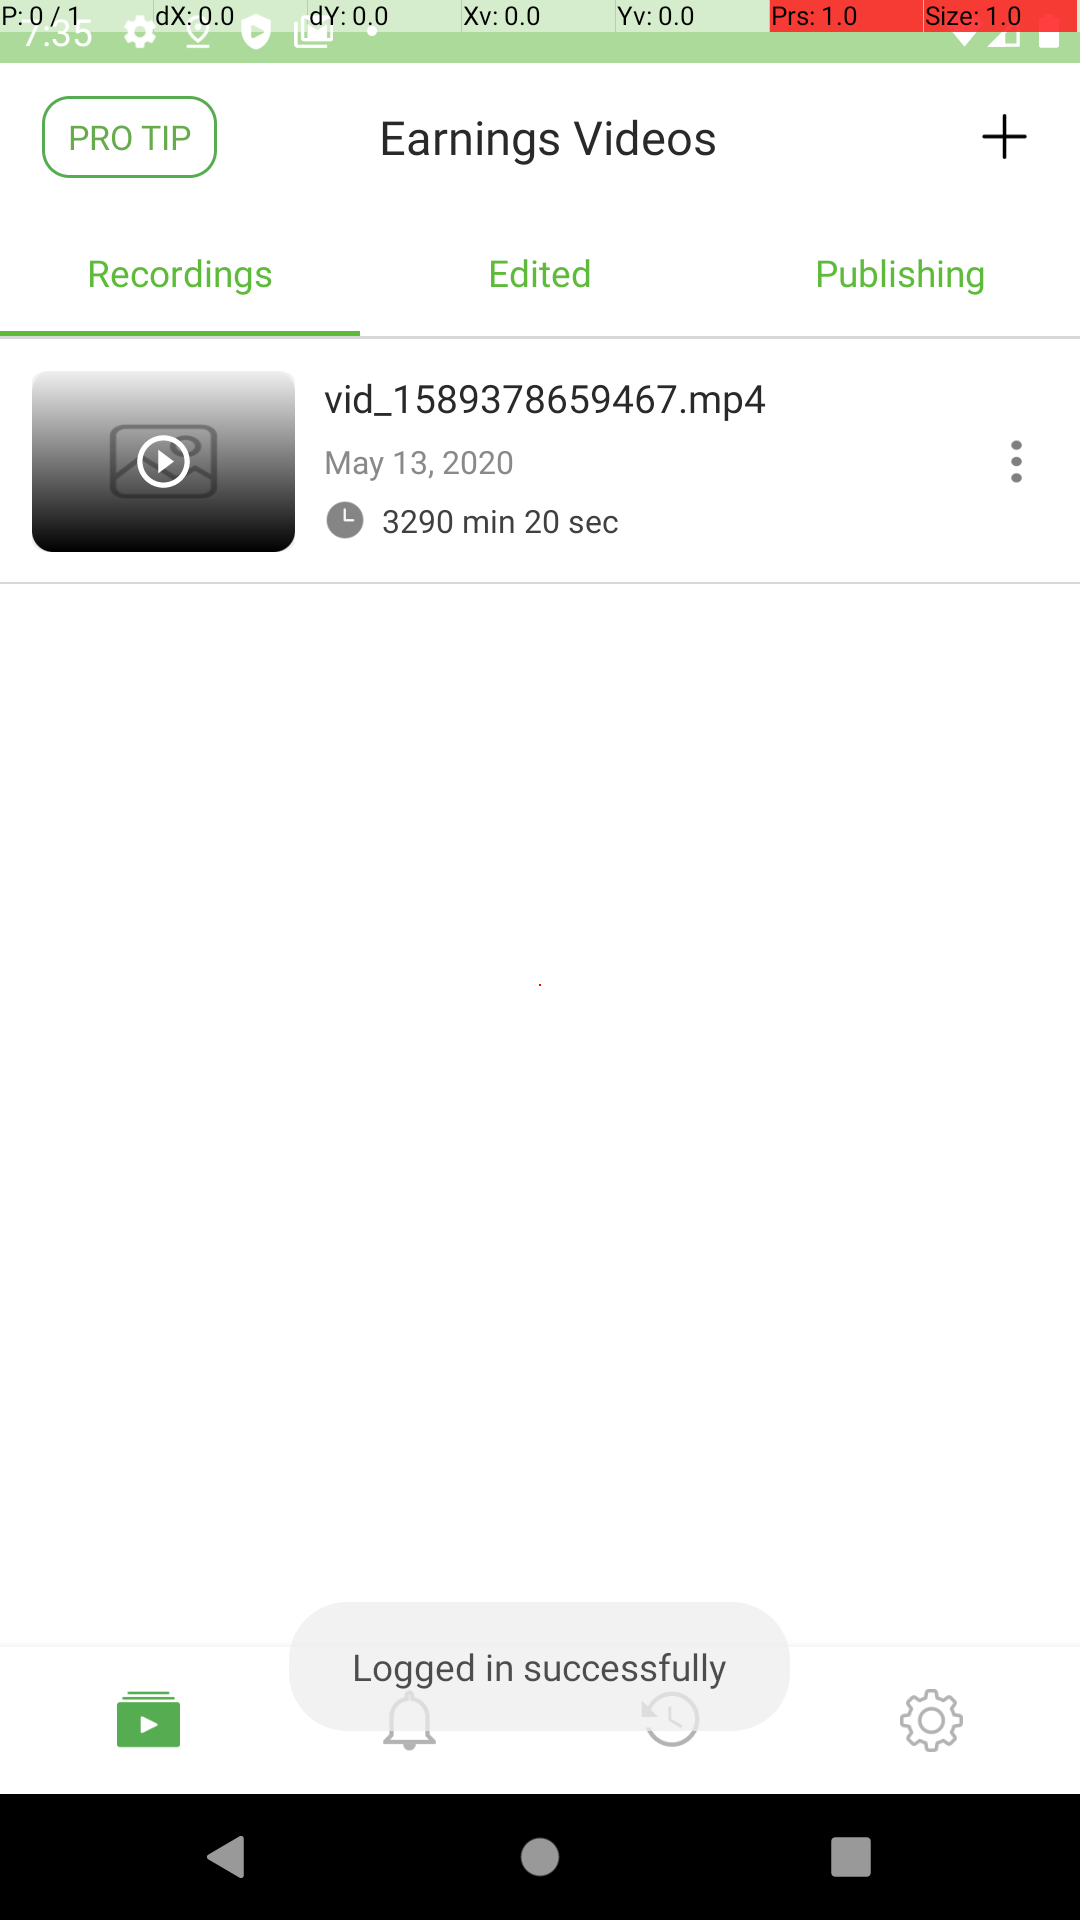 P: 0 / 1 dX: 0.0 dY: 0.0 Xv: 0.0 Yv: 0.0 Prs: 1.0 Size: 1.0
7:35
PRO TIP
Earnings Videos
Recordings Edited Publishing
vid_1589378659467.mp4
May 13, 2020
3290 min 20 sec
Logged in successfully